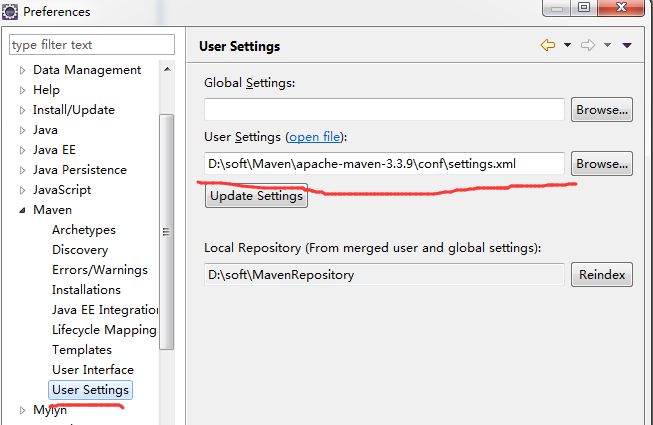 Preferences
type filter text
Data Management
Help
Install/Update
Java
Java EE
Java Persistence
JavaScript
Maven
Archetypes
Discovery
Errors/Warnings
Installations
Java EE Integration
Lifecycle Mapping
Templates
User Interface
User Settings
Mylyn
User Settings
Global Settings:
Browse...
User Settings (open file):
D:\soft\Maven\apache-maven-3.3.9\conf\settings.xml
Browse...
Update Settings
Local Repository (From merged user and global settings):
D:\soft\MavenRepository
Reindex